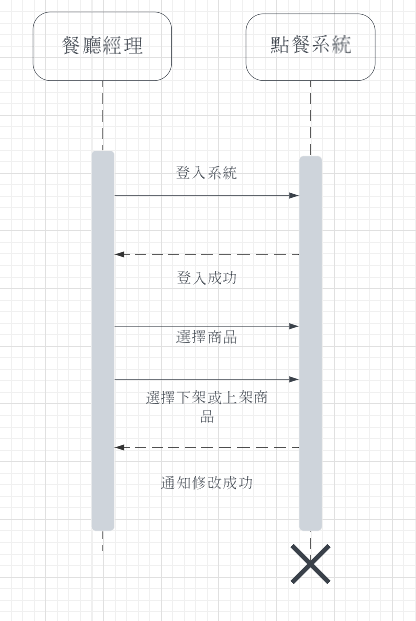 餐廳經理
點餐系統
登入系統
登入成功
選擇商品
選擇下架或上架商
品
通知修改成功